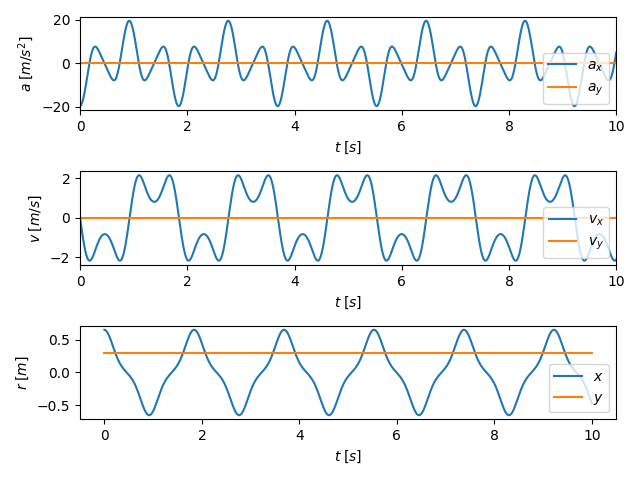 a [m/s²]
20
0
−20
0 2 4 6 8 10
t [s]
aₓ
a_y
v [m/s]
2
0
−2
0 2 4 6 8 10
t [s]
vₓ
v_y
r [m]
0.5
0.0
−0.5
0 2 4 6 8 10
t [s]
x
y